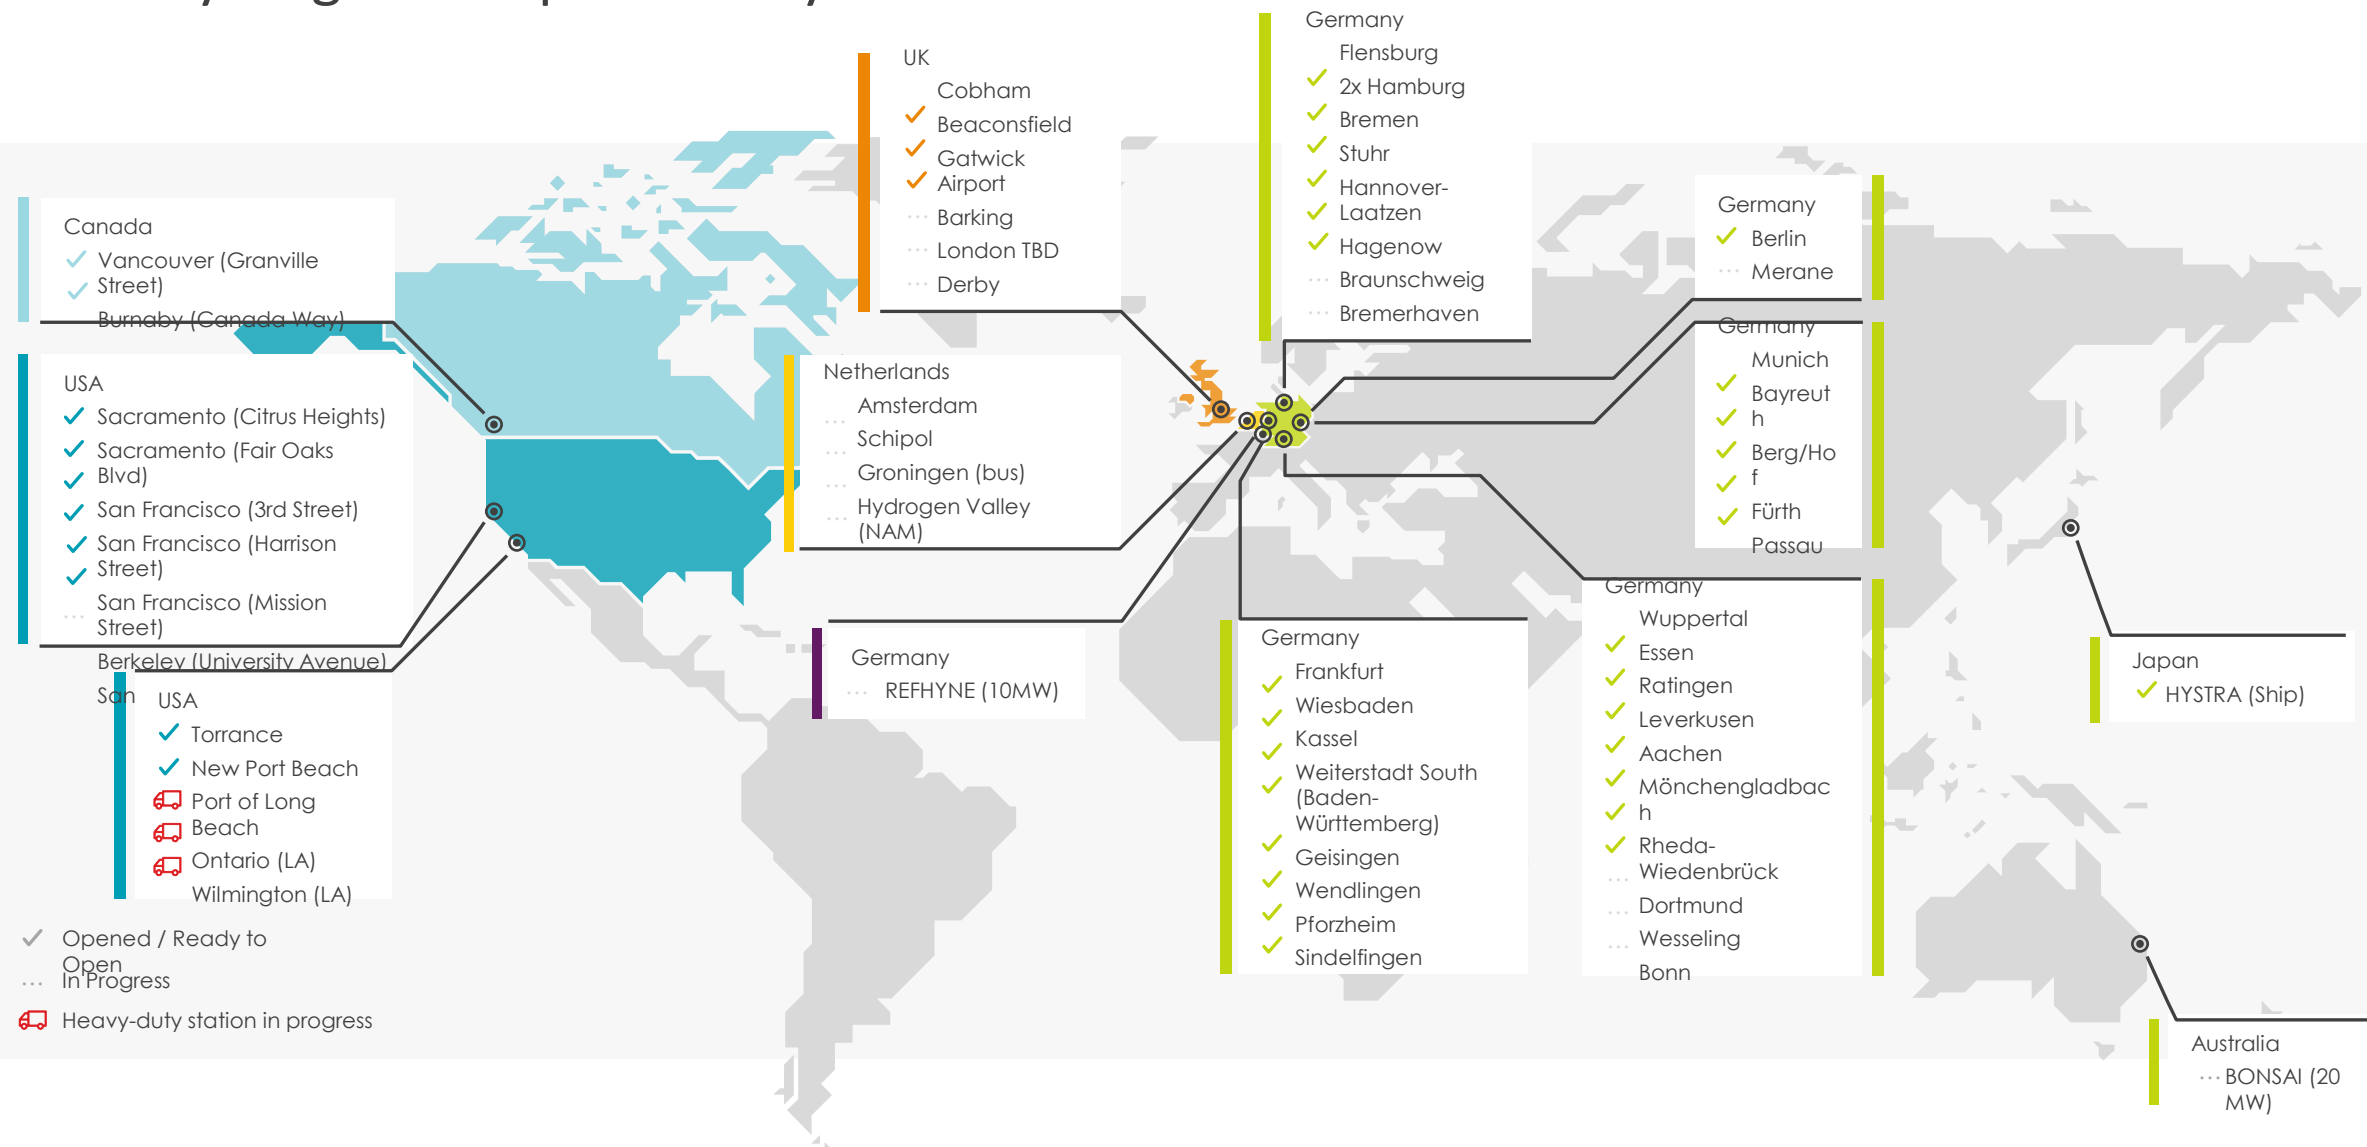 Canada
Vancouver (Granville
Street)
Burnaby (Canada Way)
USA
Sacramento (Citrus Heights)
Sacramento (Fair Oaks
Blvd)
San Francisco (3rd Street)
San Francisco (Harrison
Street)
San Francisco (Mission
Street)
Berkeley (University Avenue)
San
USA
Torrance
New Port Beach
Port of Long
Beach
Ontario (LA)
Wilmington (LA)
Opened / Ready to
Open
... In Progress
Heavy-duty station in progress
UK
Cobham
Beaconsfield
Gatwick
Airport
... Barking
... London TBD
... Derby
Netherlands
Amsterdam
...
Schipol
...
Groningen (bus)
...
Hydrogen Valley
...
(NAM)
Germany
... REFHYNE (10MW)
Germany
Flensburg
2x Hamburg
Bremen
Stuhr
Hannover-
Laatzen
Hagenow
... Braunschweig
... Bremerhaven
Germany
Frankfurt
Wiesbaden
Kassel
Weiterstadt South
(Baden-
Württemberg)
Geisingen
Wendlingen
Pforzheim
Sindelfingen
Germany
Berlin
... Merane
Germany
Munich
Bayreut
h
Berg/Ho
f
Fürth
Passau
Germany
Wuppertal
Essen
Ratingen
Leverkusen
Aachen
Mönchengladbac
h
Rheda-
Wiedenbrück
...
Dortmund
...
Wesseling
...
Bonn
Japan
HYSTRA (Ship)
Australia
... BONSAI (20
MW)